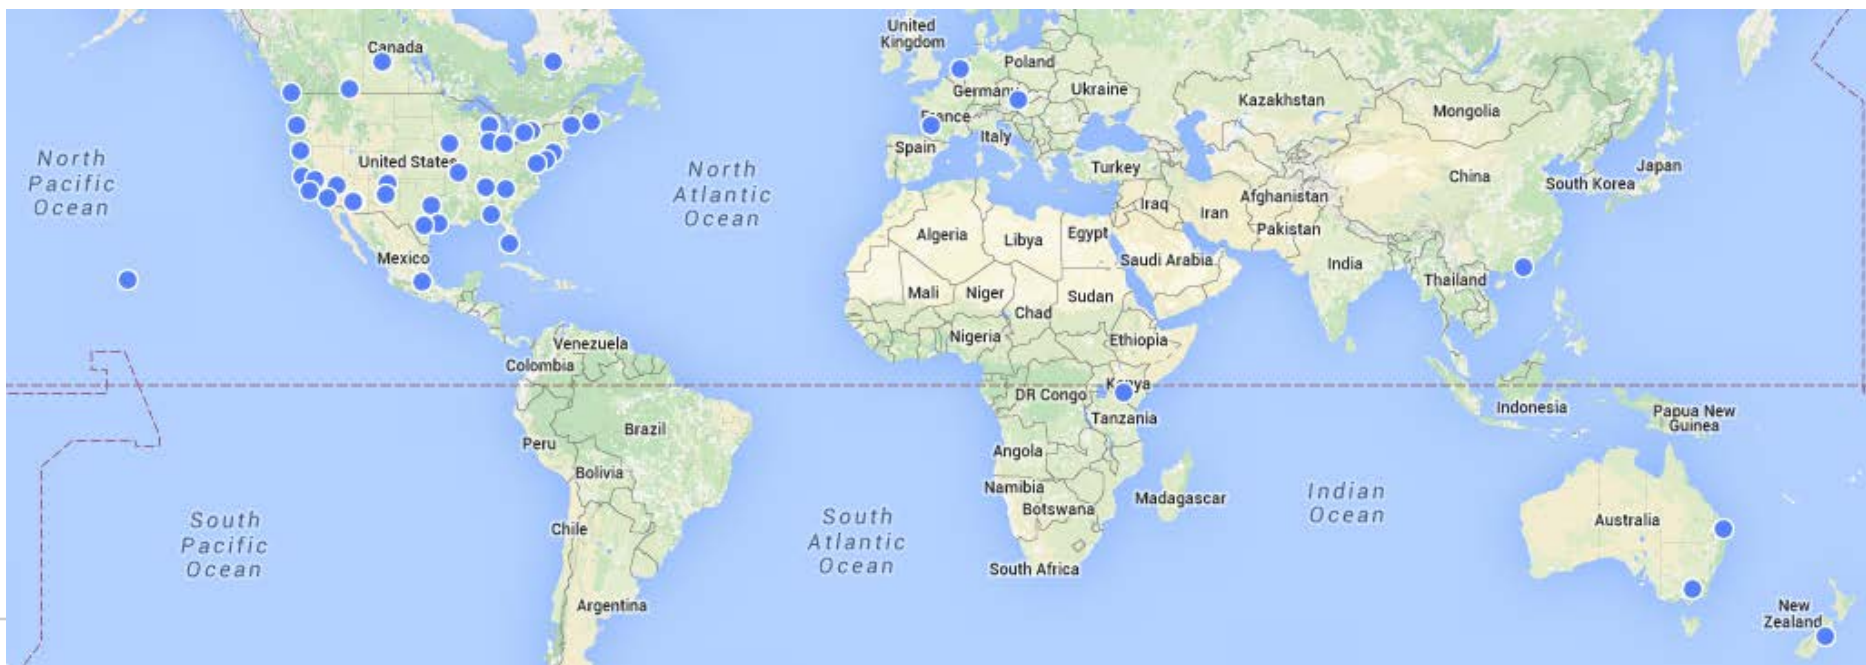 Canada
United
Kingdom
Poland
Germany
Ukraine
Kazakhstan
Mongolia
France
Italy
Spain
Turkey
United States
North
Pacific
Ocean
North
Atlantic
Ocean
China
Japan
South Korea
Afghanistan
Iraq
Iran
Pakistan
Algeria
Libya
Egypt
Saudi Arabia
India
Thailand
Mexico
Mali
Niger
Sudan
Chad
Nigeria
Ethiopia
Venezuela
Colombia
Kenya
DR Congo
Tanzania
Indonesia
Papua New
Guinea
Brazil
Peru
Angola
Bolivia
Namibia
Botswana
Madagascar
Indian
Ocean
South
Pacific
Ocean
Chile
South
Atlantic
Ocean
Australia
South Africa
Argentina
New
Zealand